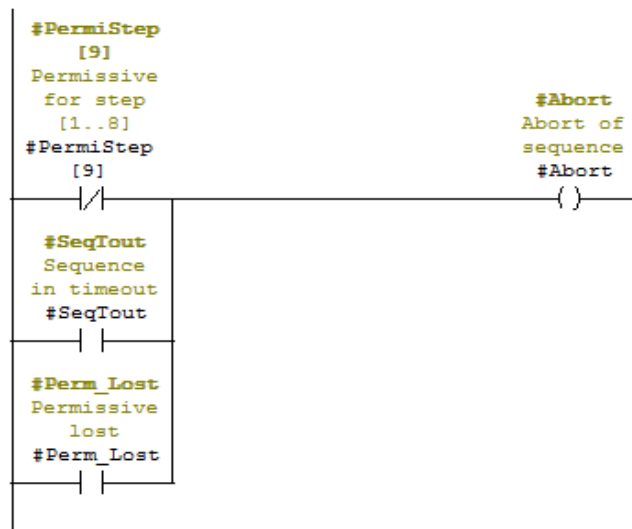 #PermiStep
[9]
Permissive
for step
[1..8]
#PermiStep
[9]
#Abort
Abort of
sequence
#Abort
#SeqTout
Sequence
in timeout
#SeqTout
#Perm_Lost
Permissive
lost
#Perm_Lost